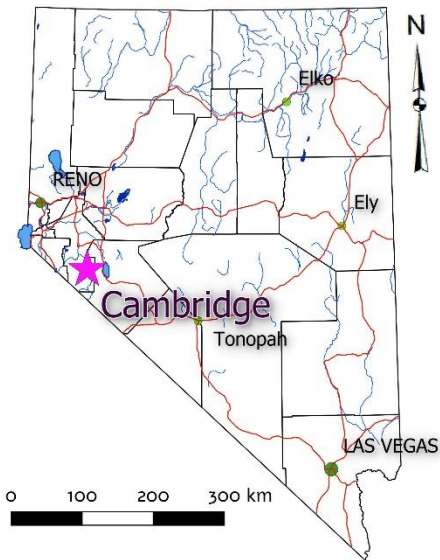 N
Elko
RENO
Ely
Cambridge
Tonopah
LAS VEGAS
0 100 200 300 km